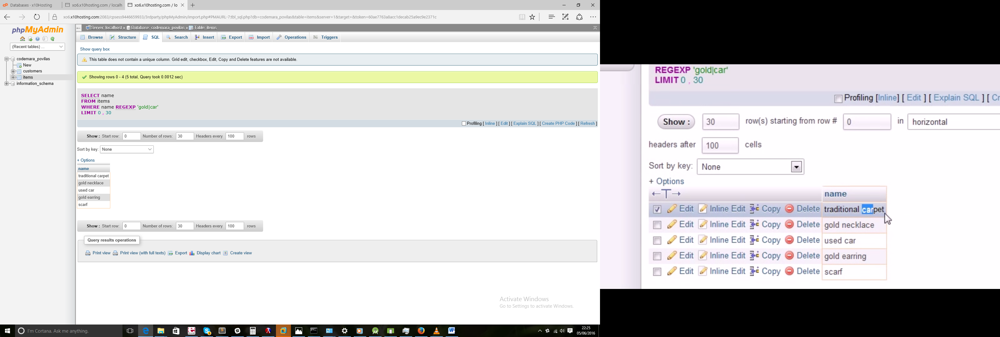 Databases - x10Hosting
xo6.x10hosting.com / localh
xo6.x10hosting.com / lo
xo6.x10hosting.com:2083/cpsess9446659933/3rdparty/phpMyAdmin/import.php#PMAURL-7:tbl_sql.php?db=codemara_povilas&table=items&server=1&target=&token=60ae7763a8acc1decab25a9ec9e2371c
phpMyAdmin
(Recent tables) ...
codemara_povilas
New
customers
items
information_schema
Server: localhost » Database: codemara_povilas » Table: items
Browse Structure SQL Search Insert Export Import Operations Triggers
Show query box
This table does not contain a unique column. Grid edit, checkbox, Edit, Copy and Delete features are not available.
Showing rows 0 - 4 (5 total, Query took 0.0012 sec)
SELECT name
FROM items
WHERE name REGEXP 'gold|car'
LIMIT 0 , 30
Profiling [ Inline ] [ Edit ] [ Explain SQL ] [ Create PHP Code ] [ Refresh ]
Show : Start row: 0 Number of rows: 30 Headers every 100 rows
Sort by key: None
+ Options
name
traditional carpet
gold necklace
used car
gold earring
scarf
Show : Start row: 0 Number of rows: 30 Headers every 100 rows
Query results operations
Print view Print view (with full texts) Export Display chart Create view
Activate Windows
Go to Settings to activate Windows.
I'm Cortana. Ask me anything.
22:25
05/06/2016
REGEXP 'gold|car'
LIMIT 0 , 30
Profiling [Inline] [ Edit ] [ Explain SQL ] [ Cr
Show : 30 row(s) starting from row # 0 in horizontal
headers after 100 cells
Sort by key: None
+ Options
←T→ name
Edit Inline Edit Copy Delete traditional carpet
Edit Inline Edit Copy Delete gold necklace
Edit Inline Edit Copy Delete used car
Edit Inline Edit Copy Delete gold earring
Edit Inline Edit Copy Delete scarf